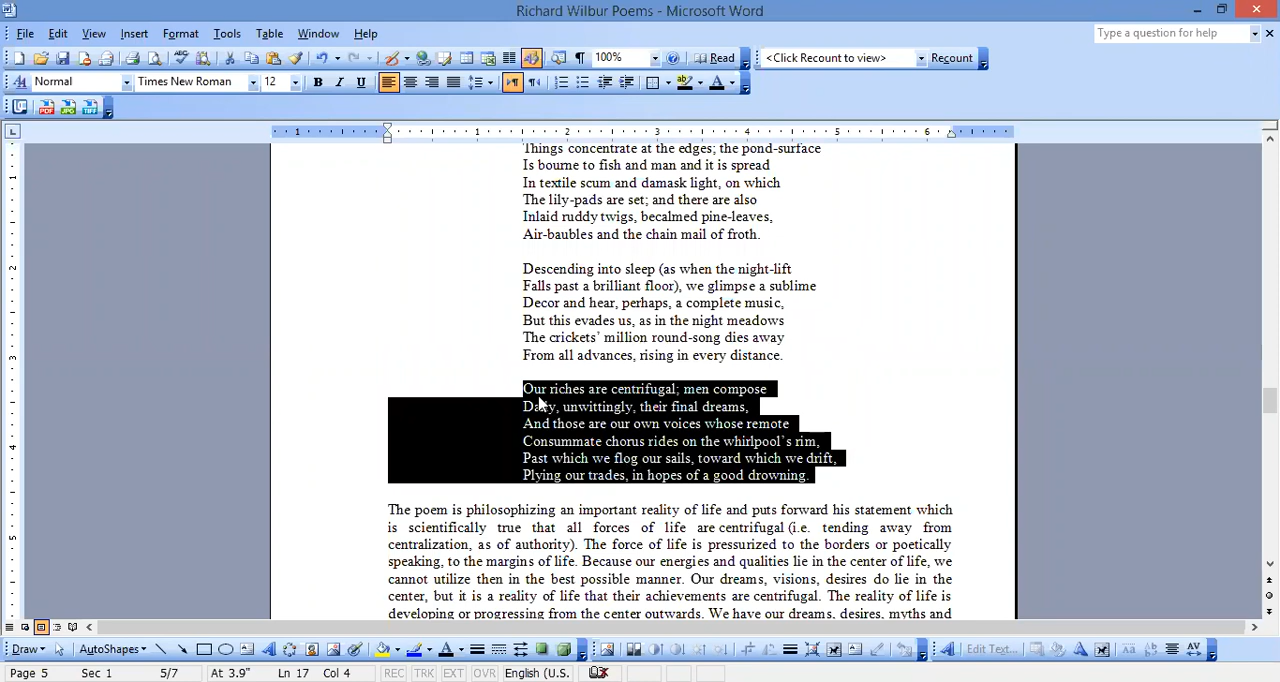 Richard Wilbur Poems - Microsoft Word
File Edit View Insert Format Tools Table Window Help
Type a question for help
100% Read <Click Recount to view> Recount
Normal Times New Roman 12 B I U
PDF JPG TIFF
1 1 2 3 4 5 6
Things concentrate at the edges; the pond-surface
Is bourne to fish and man and it is spread
In textile scum and damask light, on which
The lily-pads are set; and there are also
Inlaid ruddy twigs, becalmed pine-leaves,
Air-baubles and the chain mail of froth.
Descending into sleep (as when the night-lift
Falls past a brilliant floor), we glimpse a sublime
Decor and hear, perhaps, a complete music,
But this evades us, as in the night meadows
The crickets’ million round-song dies away
From all advances, rising in every distance.
Our riches are centrifugal; men compose
Daily, unwittingly, their final dreams,
And those are our own voices whose remote
Consummate chorus rides on the whirlpool`s rim,
Past which we flog our sails, toward which we drift,
Plying our trades, in hopes of a good drowning.
The poem is philosophizing an important reality of life and puts forward his statement which
is scientifically true that all forces of life are centrifugal (i.e. tending away from
centralization, as of authority). The force of life is pressurized to the borders or poetically
speaking, to the margins of life. Because our energies and qualities lie in the center of life, we
cannot utilize then in the best possible manner. Our dreams, visions, desires do lie in the
center, but it is a reality of life that their achievements are centrifugal. The reality of life is
developing or progressing from the center outwards. We have our dreams, desires, myths and
Draw AutoShapes Edit Text...
Page 5 Sec 1 5/7 At 3.9" Ln 17 Col 4 REC TRK EXT OVR English (U.S.